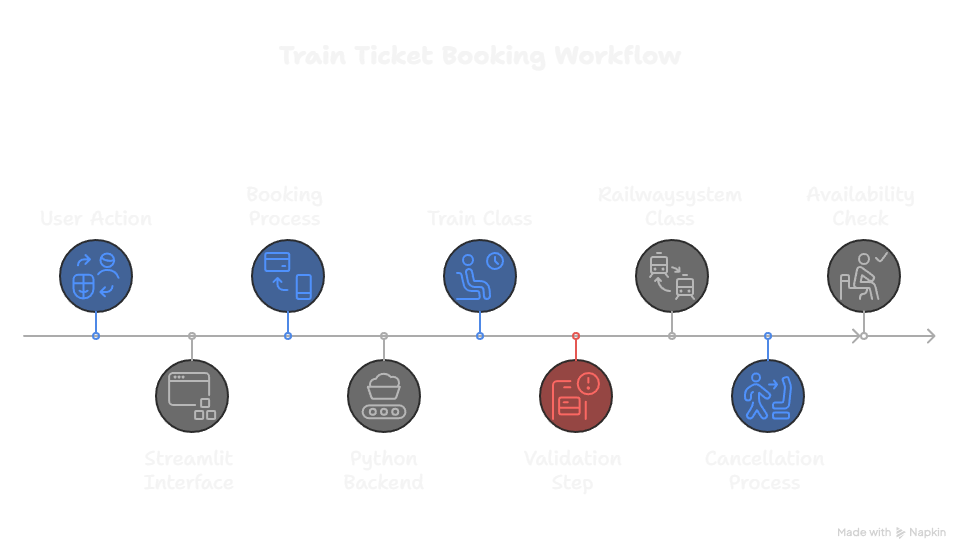 Train Ticket Booking Workflow
User Action
Booking
Process
Train Class
Railwaysystem
Class
Availability
Check
Streamlit
Interface
Python
Backend
Validation
Step
Cancellation
Process
Made with Napkin